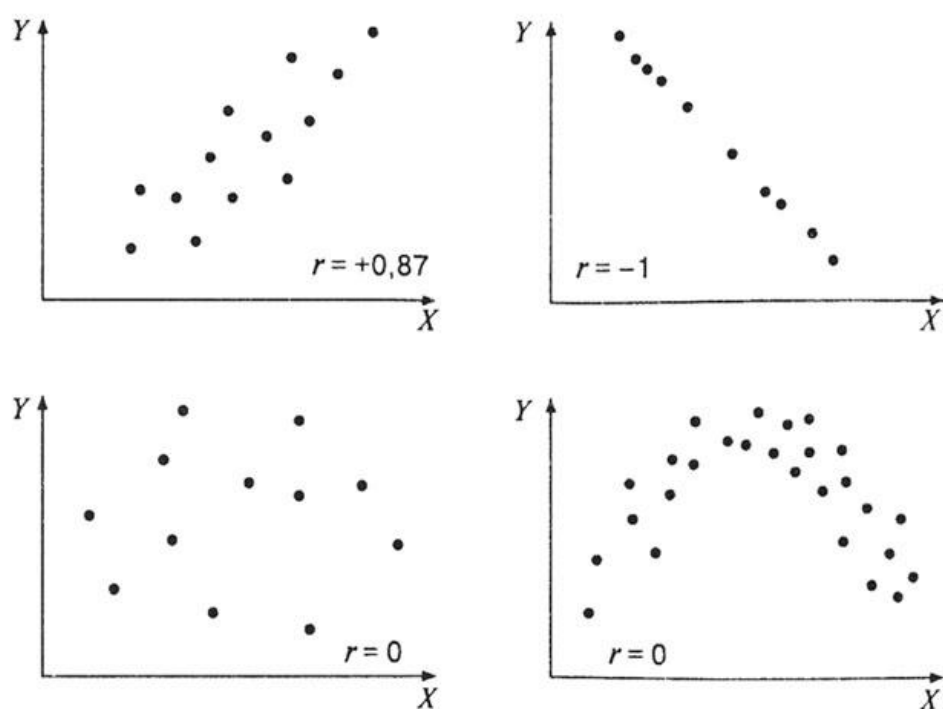 Y
r = +0,87
X
Y
r = −1
X
Y
r = 0
X
Y
r = 0
X